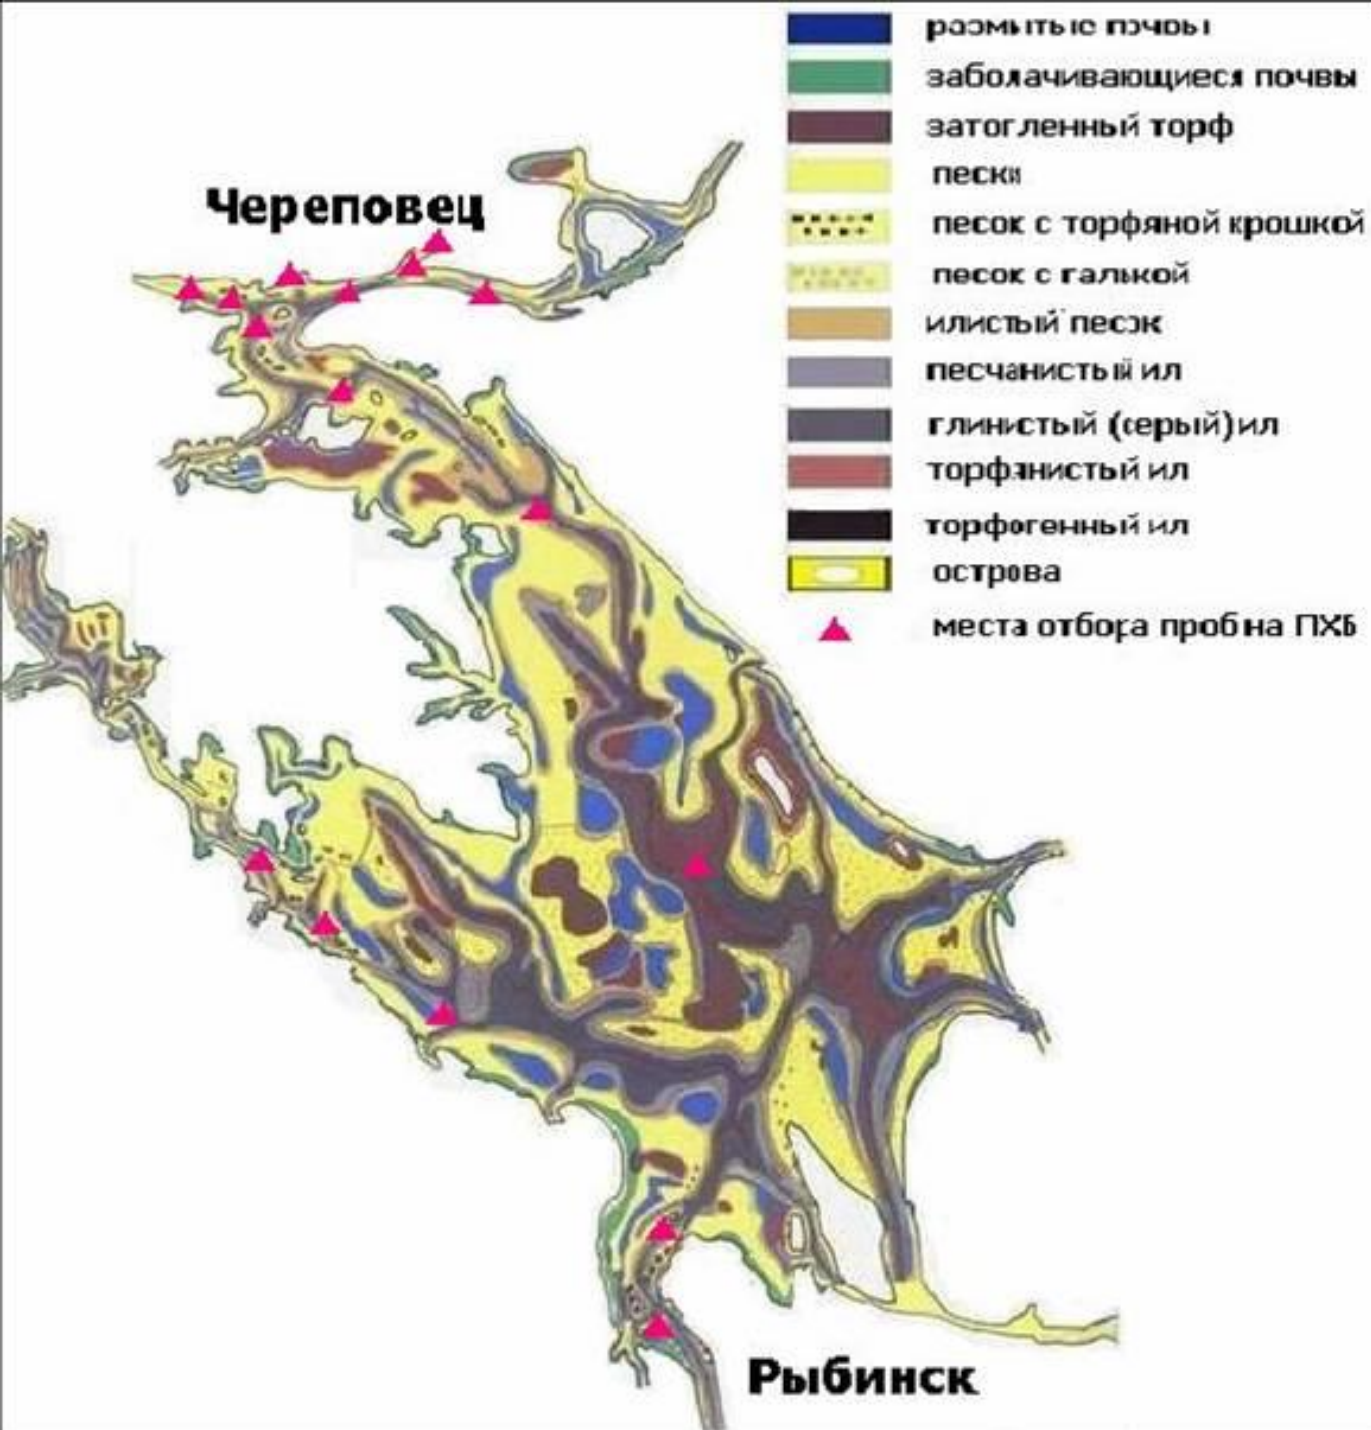 размытые почвы
заболачивающиеся почвы
Череповец
затогленный торф
пески
песок с торфяной крошкой
песок с галькой
илистый песок
песчанистый ил
глинистый (серый) ил
торфянистый ил
торфогенный ил
острова
места отбора проб на ПХБ
Рыбинск